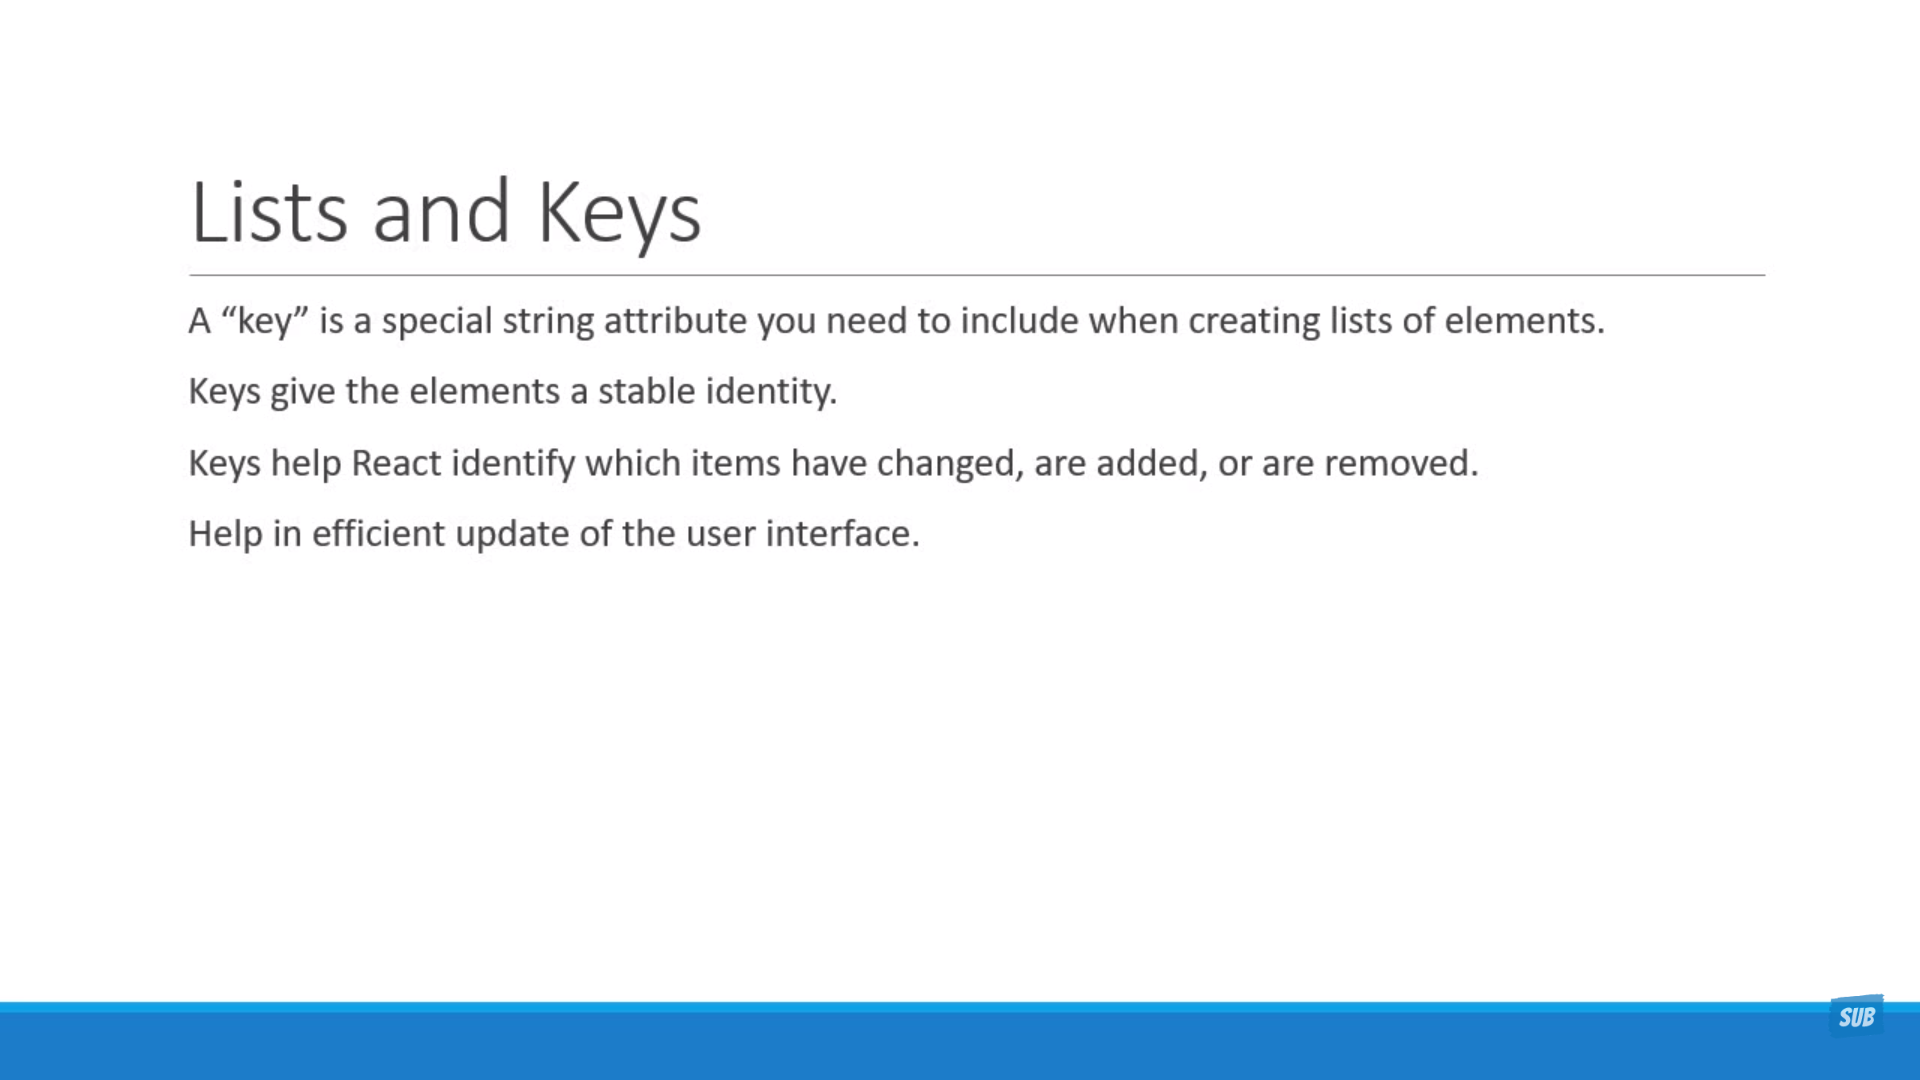 Lists and Keys
A “key” is a special string attribute you need to include when creating lists of elements.
Keys give the elements a stable identity.
Keys help React identify which items have changed, are added, or are removed.
Help in efficient update of the user interface.
SUB